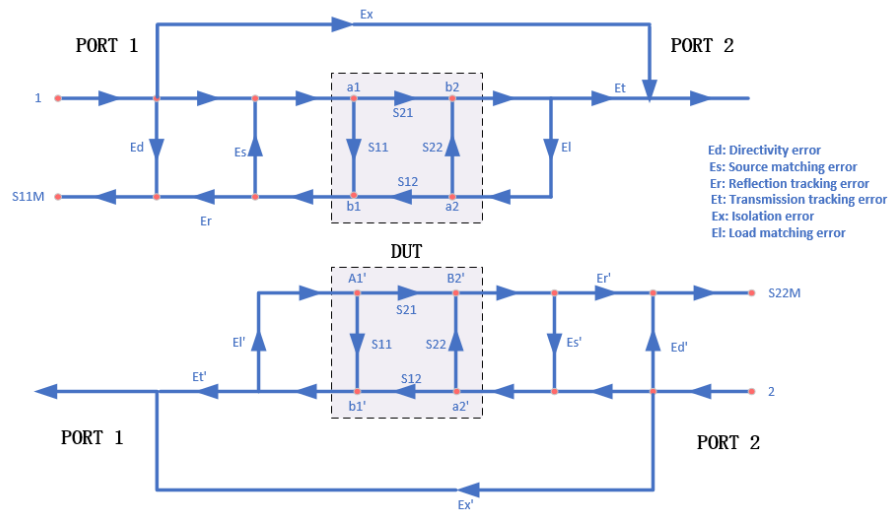 Ex
PORT 1
PORT 2
a1
b2
Et
1
S21
Ed
Es
S11
S22
El
Ed: Directivity error
Es: Source matching error
Er: Reflection tracking error
Et: Transmission tracking error
Ex: Isolation error
El: Load matching error
S12
S11M
Er
b1
a2
DUT
A1'
B2'
Er'
S22M
S21
El'
S11
S22
Es'
Ed'
Et'
S12
2
b1'
a2'
PORT 1
PORT 2
Ex'